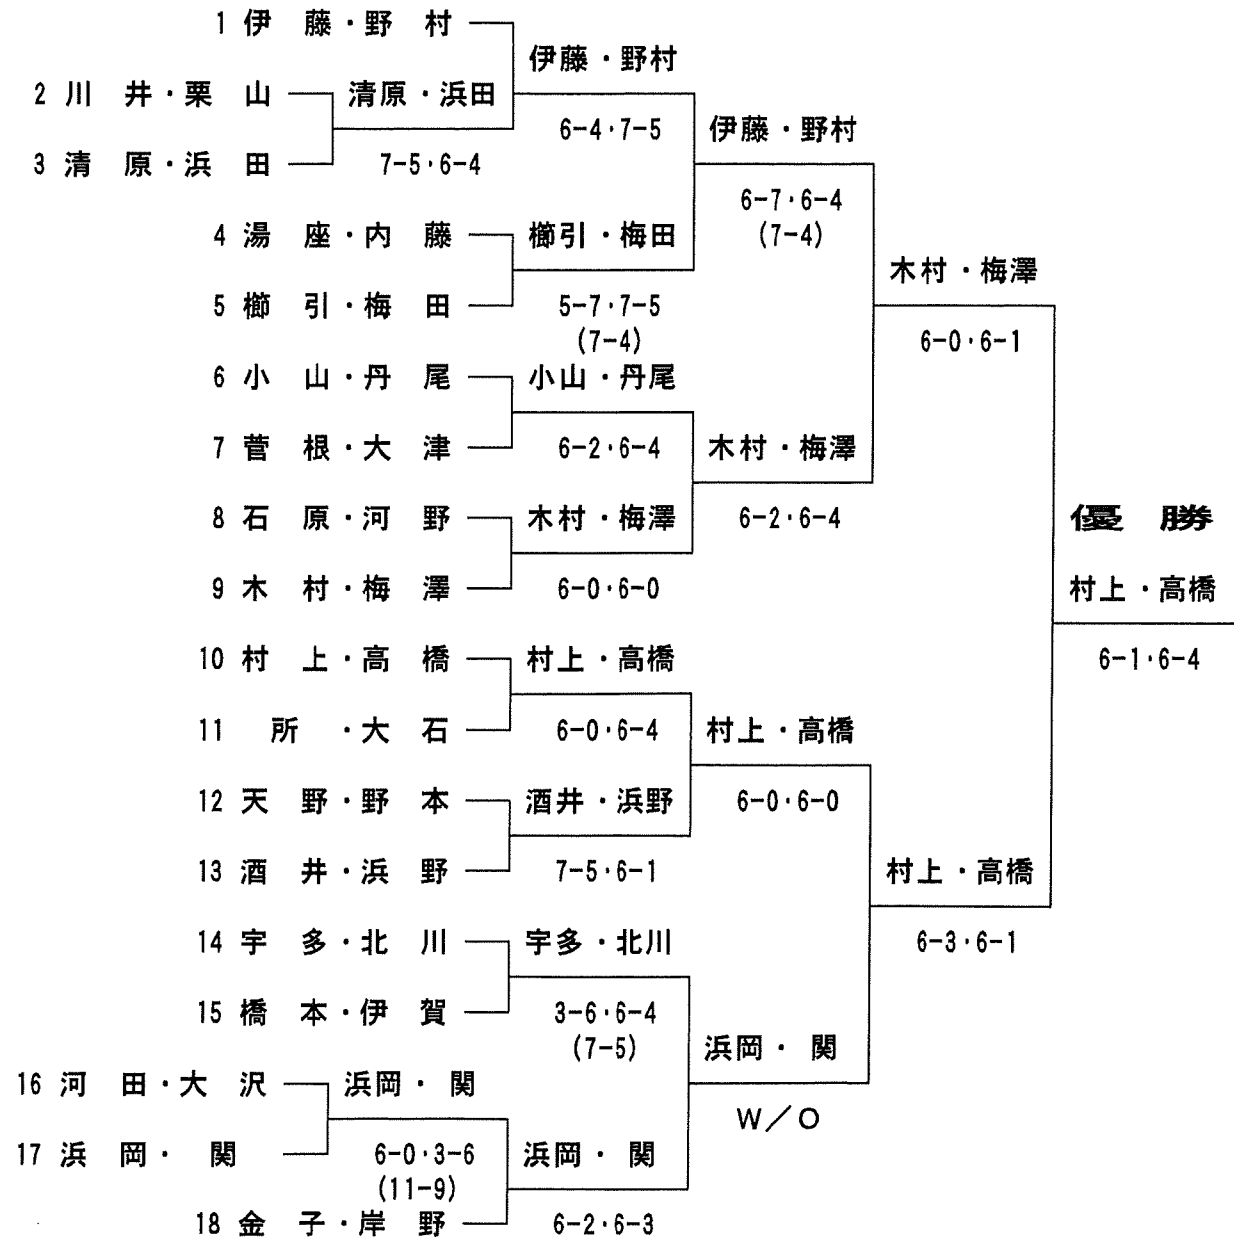 1 伊 藤・野 村
伊藤・野村
2 川 井・栗 山 清原・浜田
6-4・7-5 伊藤・野村
3 清 原・浜 田 7-5・6-4
6-7・6-4
4 湯 座・内 藤 櫛引・梅田 (7-4)
木村・梅澤
5 櫛 引・梅 田 5-7・7-5
(7-4) 6-0・6-1
6 小 山・丹 尾 小山・丹尾
7 菅 根・大 津 6-2・6-4 木村・梅澤
8 石 原・河 野 木村・梅澤 6-2・6-4 優 勝
9 木 村・梅 澤 6-0・6-0 村上・高橋
10 村 上・高 橋 村上・高橋 6-1・6-4
11 所 ・大 石 6-0・6-4 村上・高橋
12 天 野・野 本 酒井・浜野 6-0・6-0
13 酒 井・浜 野 7-5・6-1 村上・高橋
14 宇 多・北 川 宇多・北川 6-3・6-1
15 橋 本・伊 賀 3-6・6-4
(7-5) 浜岡・ 関
16 河 田・大 沢 浜岡・ 関
W/O
17 浜 岡・ 関 6-0・3-6 浜岡・ 関
(11-9)
18 金 子・岸 野 6-2・6-3